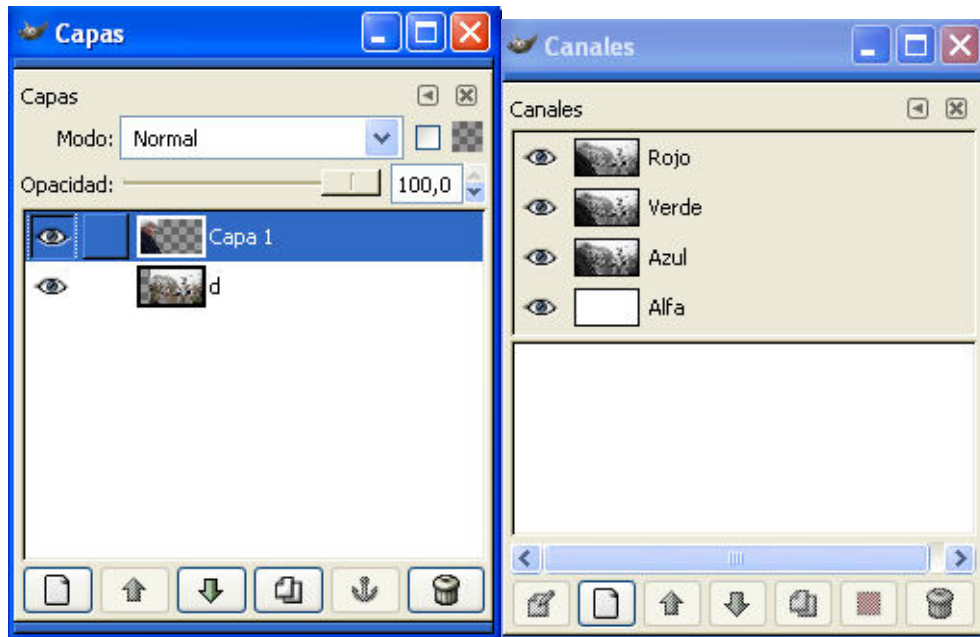 Capas
Capas
Modo: Normal
Opacidad: 100,0
Capa 1
d
Canales
Canales
Rojo
Verde
Azul
Alfa